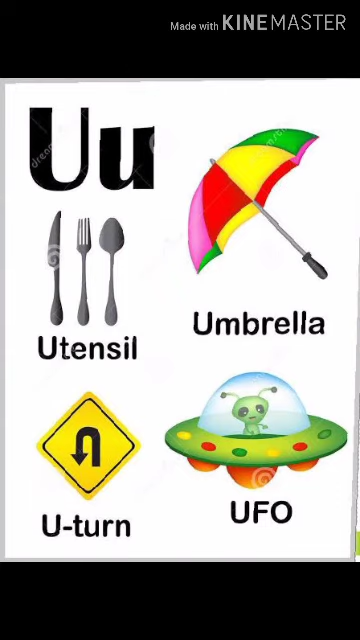 Made with KINEMASTER
Uu
Utensil
Umbrella
U-turn
UFO